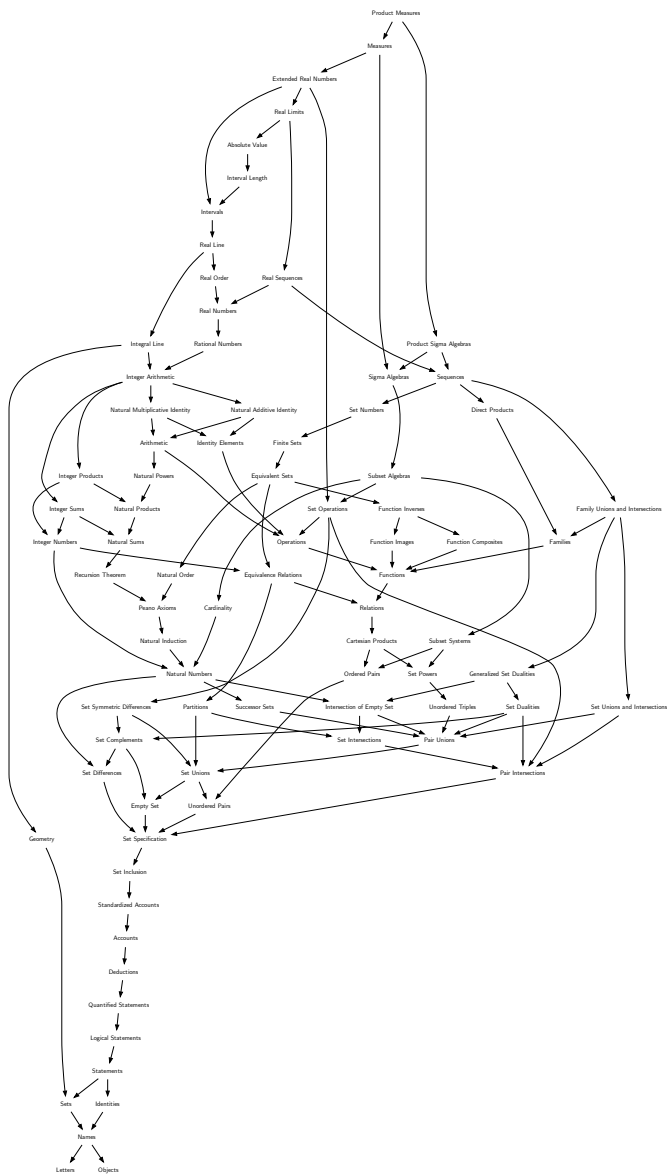 Product Measures
Measures
Extended Real Numbers
Real Limits
Absolute Value
Interval Length
Intervals
Real Line
Real Order Real Sequences
Real Numbers
Integral Line Rational Numbers Product Sigma Algebras
Integer Arithmetic Sigma Algebras Sequences
Natural Multiplicative Identity Natural Additive Identity Set Numbers Direct Products
Arithmetic Identity Elements Finite Sets
Integer Products Natural Powers Equivalent Sets Subset Algebras
Integer Sums Natural Products Set Operations Function Inverses Family Unions and Intersections
Integer Numbers Natural Sums Operations Function Images Function Composites Families
Recursion Theorem Natural Order Equivalence Relations Functions
Peano Axioms Cardinality Relations
Natural Induction Cartesian Products Subset Systems
Natural Numbers Ordered Pairs Set Powers Generalized Set Dualities
Set Symmetric Differences Partitions Successor Sets Intersection of Empty Set Unordered Triples Set Dualities Set Unions and Intersections
Set Complements Set Intersections Pair Unions
Set Differences Set Unions Pair Intersections
Empty Set Unordered Pairs
Geometry Set Specification
Set Inclusion
Standardized Accounts
Accounts
Deductions
Quantified Statements
Logical Statements
Statements
Sets Identities
Names
Letters Objects